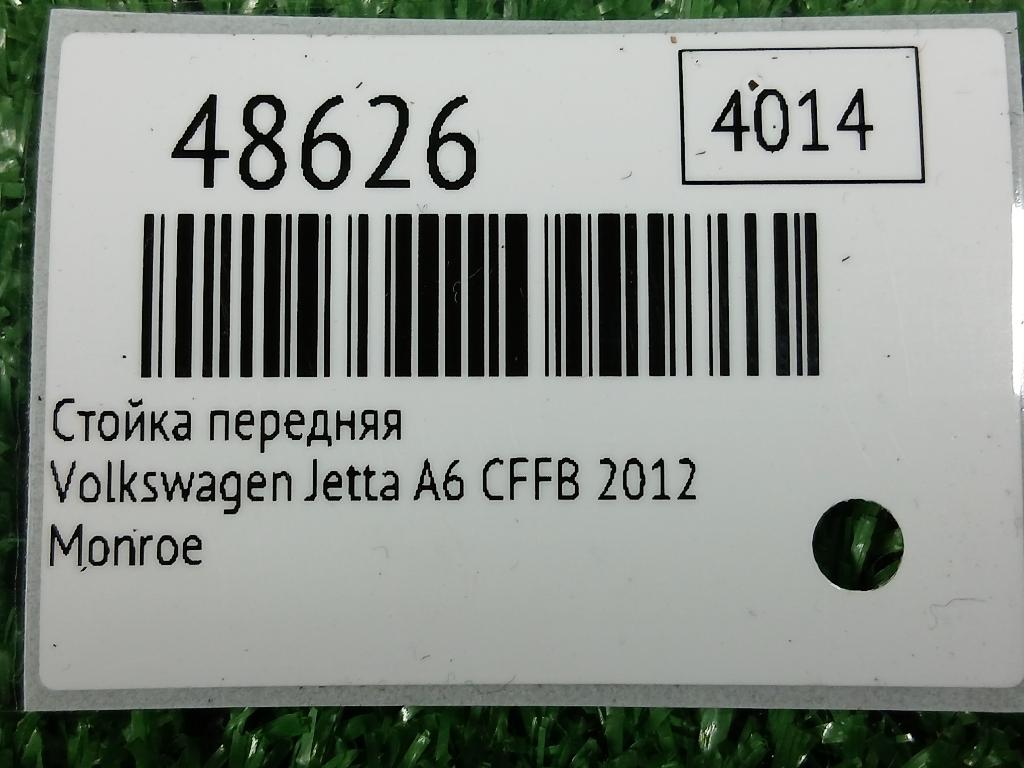 48626
4014
Стойка передняя
Volkswagen Jetta A6 CFFB 2012
Monroe